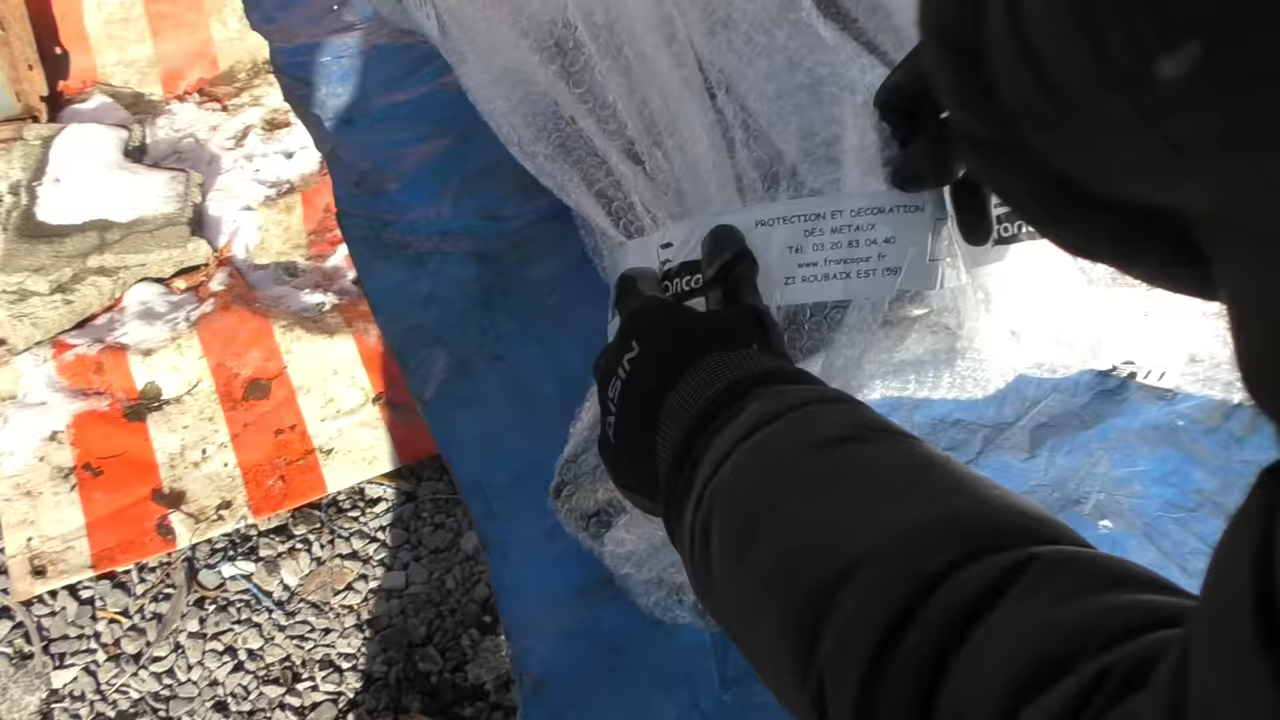 PROTECTION ET DECORATION
DES METAUX
Tél. 03.20.83.04.40
www.francopur.fr
ZI ROUBAIX EST (59)
AISIN